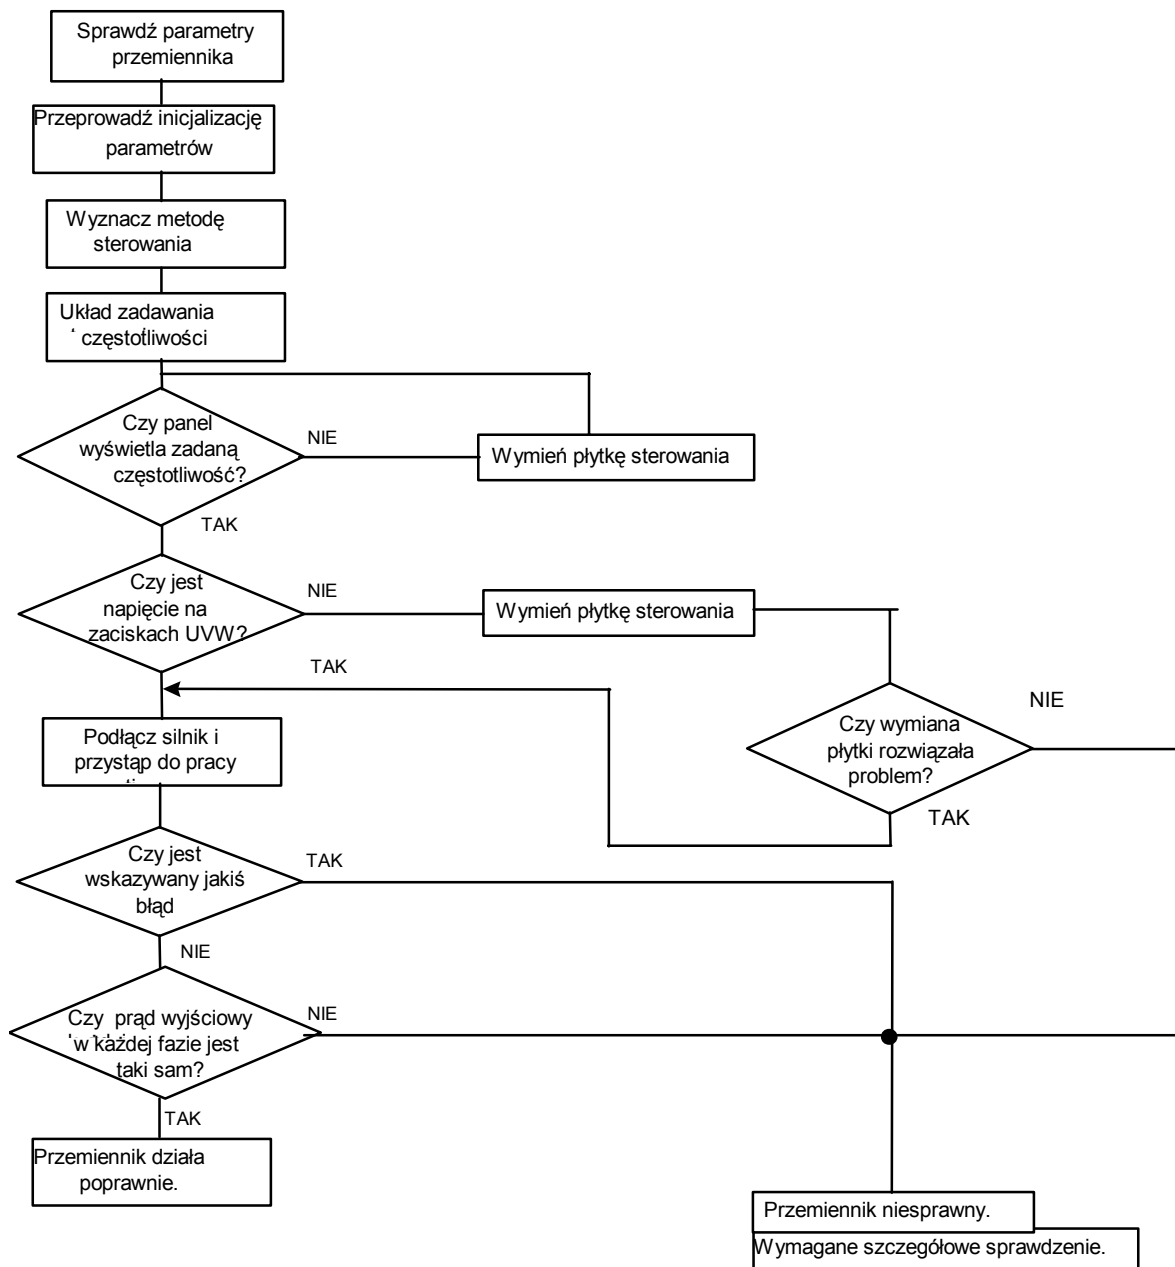 Sprawdź parametry
przemiennika
Przeprowadź inicjalizację
parametrów
Wyznacz metodę
sterowania
Układ zadawania
częstotliwości
Czy panel
wyświetla zadaną
częstotliwość?
NIE
Wymień płytkę sterowania
TAK
Czy jest
napięcie na
zaciskach UVW?
NIE
Wymień płytkę sterowania
TAK
Czy wymiana
płytki rozwiązała
problem?
NIE
TAK
Podłącz silnik i
przystąp do pracy
Czy jest
wskazywany jakiś
błąd
TAK
NIE
Czy prąd wyjściowy
w każdej fazie jest
taki sam?
NIE
TAK
Przemiennik działa
poprawnie.
Przemiennik niesprawny.
Wymagane szczegółowe sprawdzenie.